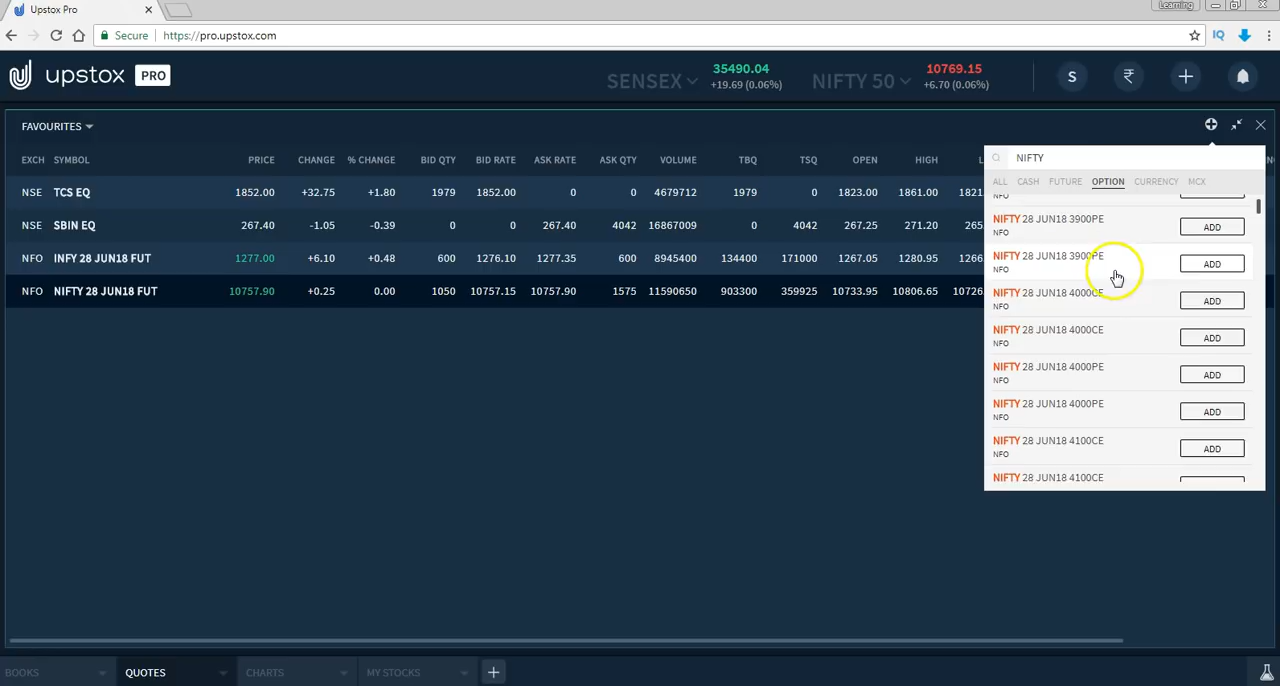 Upstox Pro
Learning
Secure https://pro.upstox.com
IQ
upstox PRO
SENSEX 35490.04 +19.69 (0.06%)
NIFTY 50 10769.15 +6.70 (0.06%)
S ₹
FAVOURITES
EXCH SYMBOL PRICE CHANGE % CHANGE BID QTY BID RATE ASK RATE ASK QTY VOLUME TBQ TSQ OPEN HIGH
NSE TCS EQ 1852.00 +32.75 +1.80 1979 1852.00 0 0 4679712 1979 0 1823.00 1861.00 1821
NSE SBIN EQ 267.40 -1.05 -0.39 0 0 267.40 4042 16867009 0 4042 267.25 271.20 265
NFO INFY 28 JUN18 FUT 1277.00 +6.10 +0.48 600 1276.10 1277.35 600 8945400 134400 171000 1267.05 1280.95 1266
NFO NIFTY 28 JUN18 FUT 10757.90 +0.25 0.00 1050 10757.15 10757.90 1575 11590650 903300 359925 10733.95 10806.65 10726
NIFTY
ALL CASH FUTURE OPTION CURRENCY MCX
NFO
NIFTY 28 JUN18 3900PE
NFO
ADD
NIFTY 28 JUN18 3900PE
NFO
ADD
NIFTY 28 JUN18 4000CE
NFO
ADD
NIFTY 28 JUN18 4000CE
NFO
ADD
NIFTY 28 JUN18 4000PE
NFO
ADD
NIFTY 28 JUN18 4000PE
NFO
ADD
NIFTY 28 JUN18 4100CE
NFO
ADD
NIFTY 28 JUN18 4100CE
BOOKS QUOTES CHARTS MY STOCKS